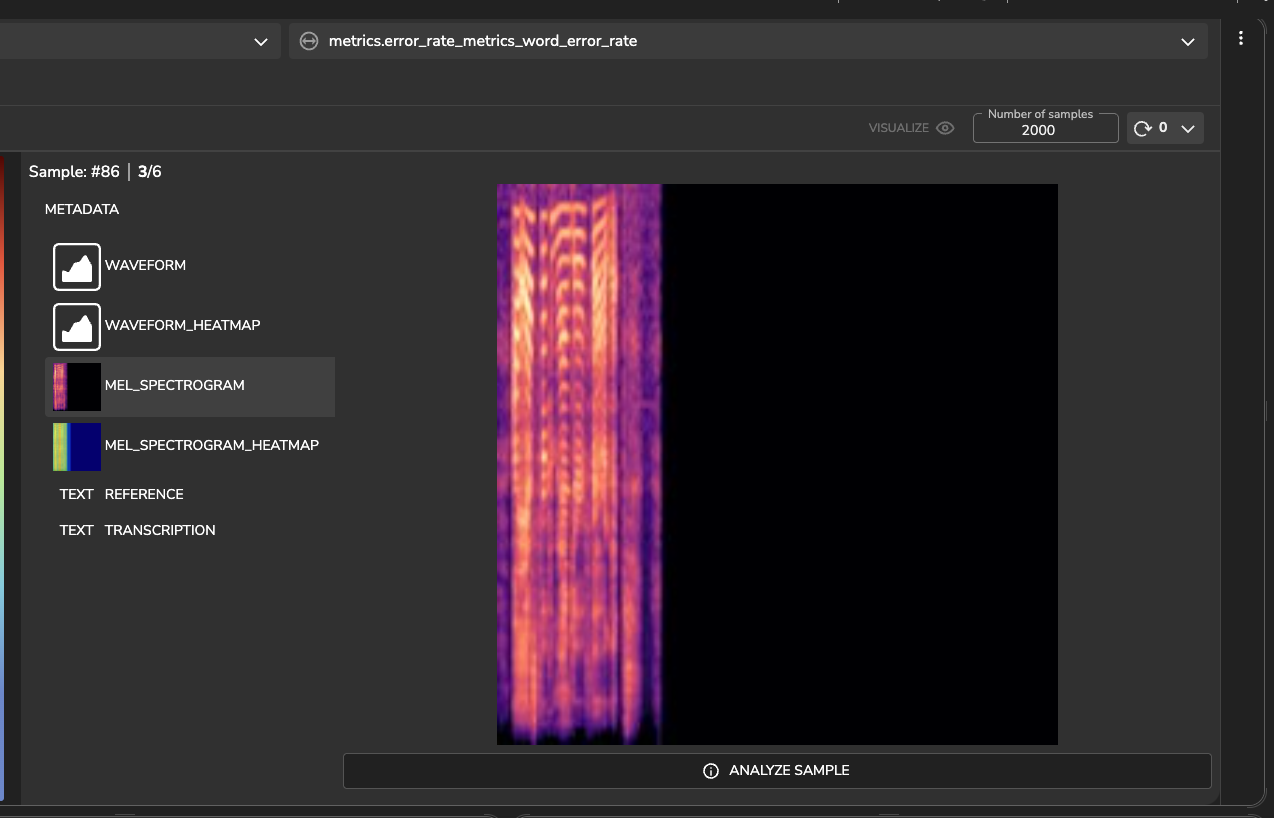 metrics.error_rate_metrics_word_error_rate
VISUALIZE
Number of samples
2000
0
Sample: #86 | 3/6
METADATA
WAVEFORM
WAVEFORM_HEATMAP
MEL_SPECTROGRAM
MEL_SPECTROGRAM_HEATMAP
TEXT REFERENCE
TEXT TRANSCRIPTION
ANALYZE SAMPLE